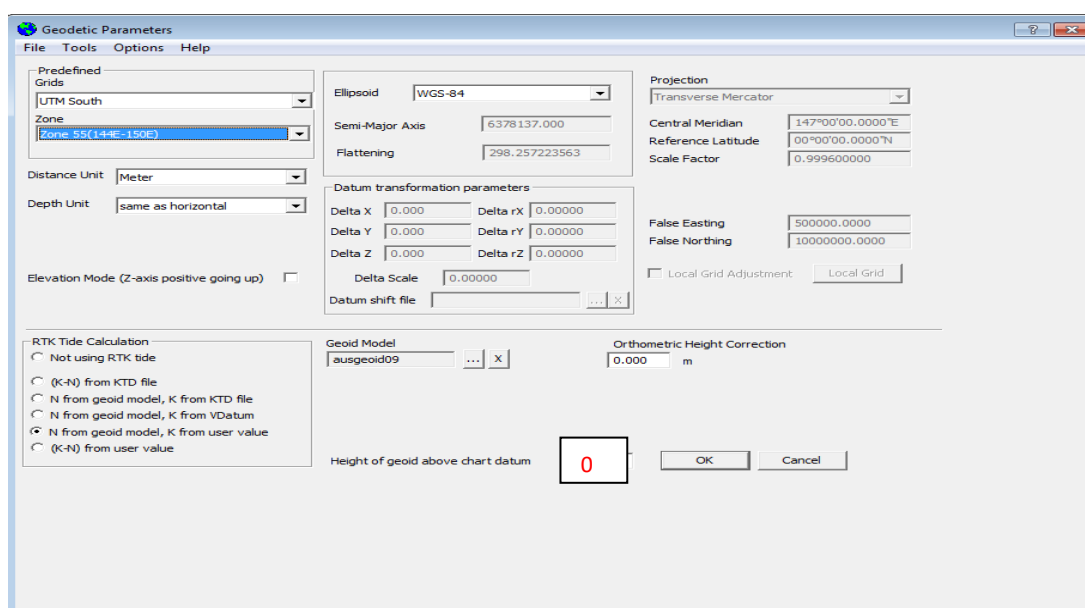 Geodetic Parameters
File Tools Options Help
Predefined
Grids
UTM South
Zone
Zone 55(144E-150E)
Distance Unit Meter
Depth Unit same as horizontal
Elevation Mode (Z-axis positive going up)
Ellipsoid WGS-84
Semi-Major Axis 6378137.000
Flattening 298.257223563
Datum transformation parameters
Delta X 0.000 Delta rX 0.00000
Delta Y 0.000 Delta rY 0.00000
Delta Z 0.000 Delta rZ 0.00000
Delta Scale 0.00000
Datum shift file ... X
Projection
Transverse Mercator
Central Meridian 147°00'00.0000"E
Reference Latitude 00°00'00.0000"N
Scale Factor 0.999600000
False Easting 500000.0000
False Northing 10000000.0000
Local Grid Adjustment Local Grid
RTK Tide Calculation
Not using RTK tide
(K-N) from KTD file
N from geoid model, K from KTD file
N from geoid model, K from VDatum
N from geoid model, K from user value
(K-N) from user value
Geoid Model
ausgeoid09 ... X
Orthometric Height Correction
0.000 m
Height of geoid above chart datum 0
OK Cancel